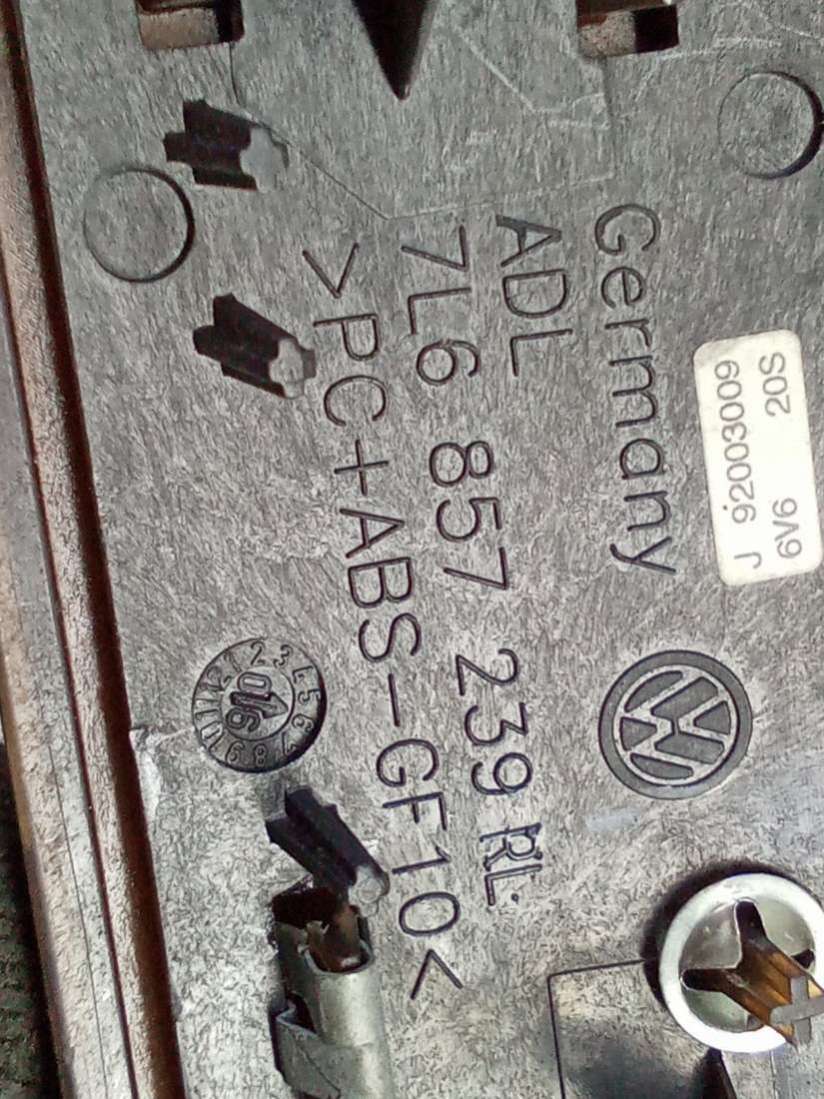 Germany
ADL
7L6 857 239 RL
>PC+ABS-GF10<
J 92003009
6V6 20S